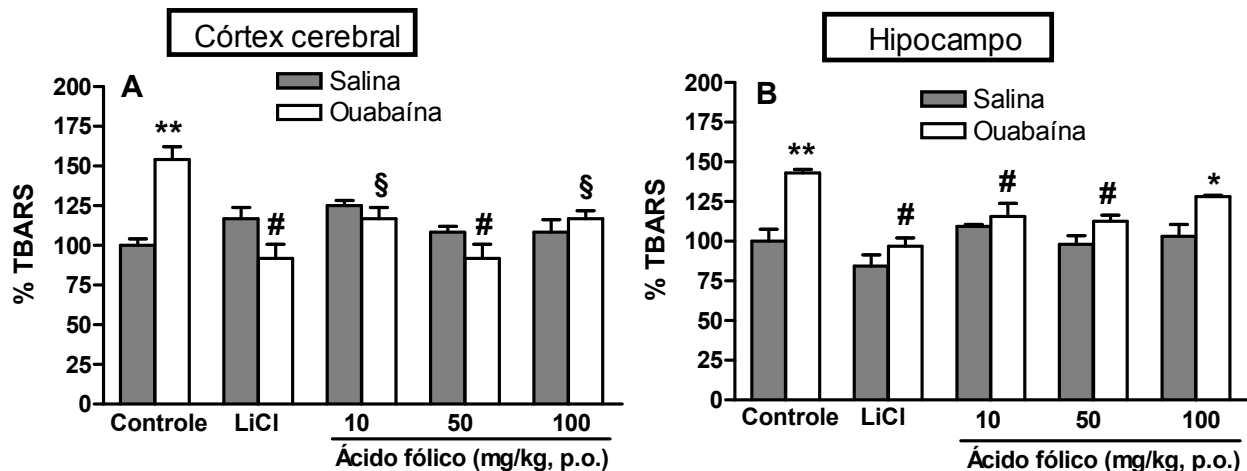 Córtex cerebral
A
Salina
Ouabaína
% TBARS
200
175
150
125
100
75
50
25
0
**
#
§
#
§
Controle LiCl 10 50 100
Ácido fólico (mg/kg, p.o.)
Hipocampo
B
Salina
Ouabaína
% TBARS
200
175
150
125
100
75
50
25
0
**
#
#
#
*
Controle LiCl 10 50 100
Ácido fólico (mg/kg, p.o.)